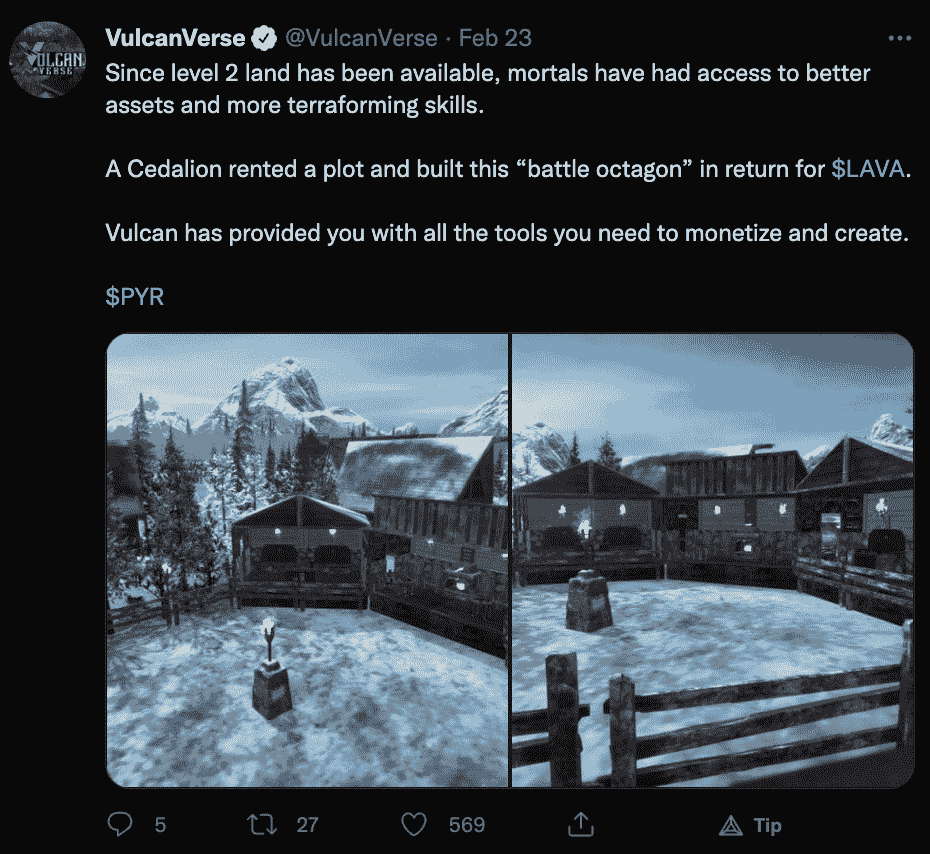 VulcanVerse @VulcanVerse · Feb 23
VULCAN
VERSE
Since level 2 land has been available, mortals have had access to better
assets and more terraforming skills.
A Cedalion rented a plot and built this “battle octagon” in return for $LAVA.
Vulcan has provided you with all the tools you need to monetize and create.
$PYR
5 27 569 Tip